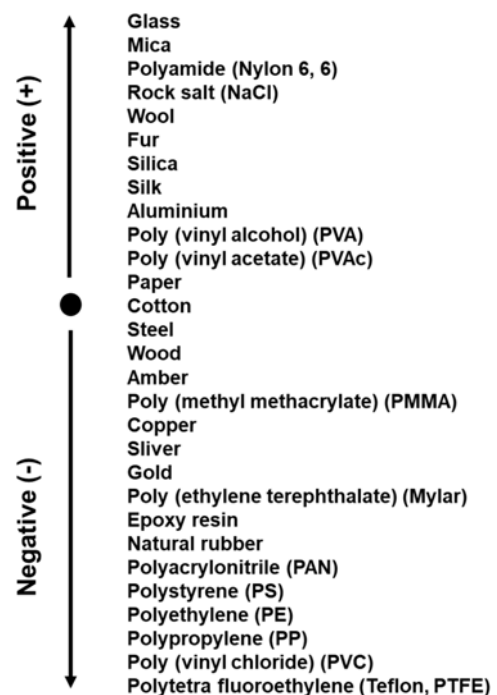 Positive (+)
Negative (-)
Glass
Mica
Polyamide (Nylon 6, 6)
Rock salt (NaCl)
Wool
Fur
Silica
Silk
Aluminium
Poly (vinyl alcohol) (PVA)
Poly (vinyl acetate) (PVAc)
Paper
Cotton
Steel
Wood
Amber
Poly (methyl methacrylate) (PMMA)
Copper
Sliver
Gold
Poly (ethylene terephthalate) (Mylar)
Epoxy resin
Natural rubber
Polyacrylonitrile (PAN)
Polystyrene (PS)
Polyethylene (PE)
Polypropylene (PP)
Poly (vinyl chloride) (PVC)
Polytetra fluoroethylene (Teflon, PTFE)